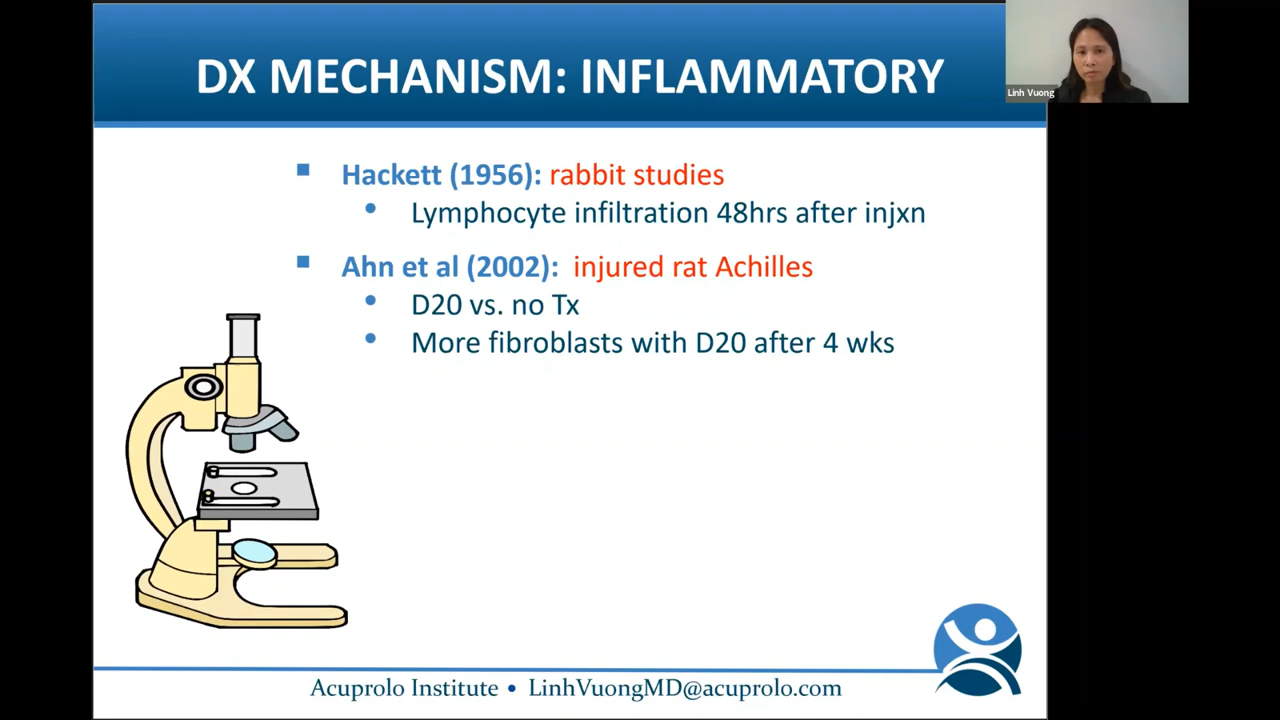 DX MECHANISM: INFLAMMATORY
Linh Vuong
Hackett (1956): rabbit studies
Lymphocyte infiltration 48hrs after injxn
Ahn et al (2002): injured rat Achilles
D20 vs. no Tx
More fibroblasts with D20 after 4 wks
Acuprolo Institute • LinhVuongMD@acuprolo.com